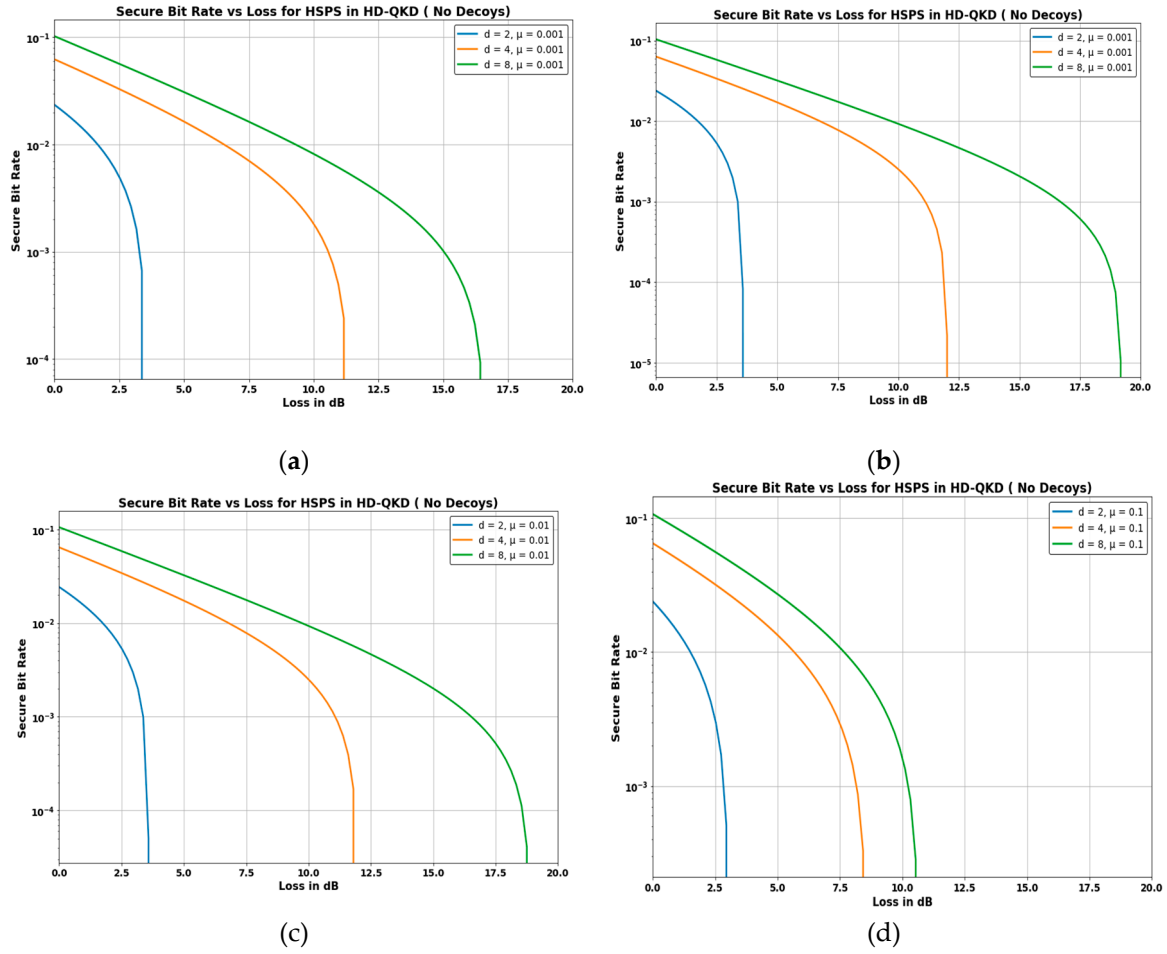 Secure Bit Rate vs Loss for HSPS in HD-QKD ( No Decoys)
d = 2, μ = 0.001
d = 4, μ = 0.001
d = 8, μ = 0.001
Secure Bit Rate
10⁻¹
10⁻²
10⁻³
10⁻⁴
0.0 2.5 5.0 7.5 10.0 12.5 15.0 17.5 20.0
Loss in dB
(a)
Secure Bit Rate vs Loss for HSPS in HD-QKD ( No Decoys)
d = 2, μ = 0.001
d = 4, μ = 0.001
d = 8, μ = 0.001
Secure Bit Rate
10⁻¹
10⁻²
10⁻³
10⁻⁴
10⁻⁵
0.0 2.5 5.0 7.5 10.0 12.5 15.0 17.5 20.0
Loss in dB
(b)
Secure Bit Rate vs Loss for HSPS in HD-QKD ( No Decoys)
d = 2, μ = 0.01
d = 4, μ = 0.01
d = 8, μ = 0.01
Secure Bit Rate
10⁻¹
10⁻²
10⁻³
10⁻⁴
0.0 2.5 5.0 7.5 10.0 12.5 15.0 17.5 20.0
Loss in dB
(c)
Secure Bit Rate vs Loss for HSPS in HD-QKD ( No Decoys)
d = 2, μ = 0.1
d = 4, μ = 0.1
d = 8, μ = 0.1
Secure Bit Rate
10⁻¹
10⁻²
10⁻³
0.0 2.5 5.0 7.5 10.0 12.5 15.0 17.5 20.0
Loss in dB
(d)